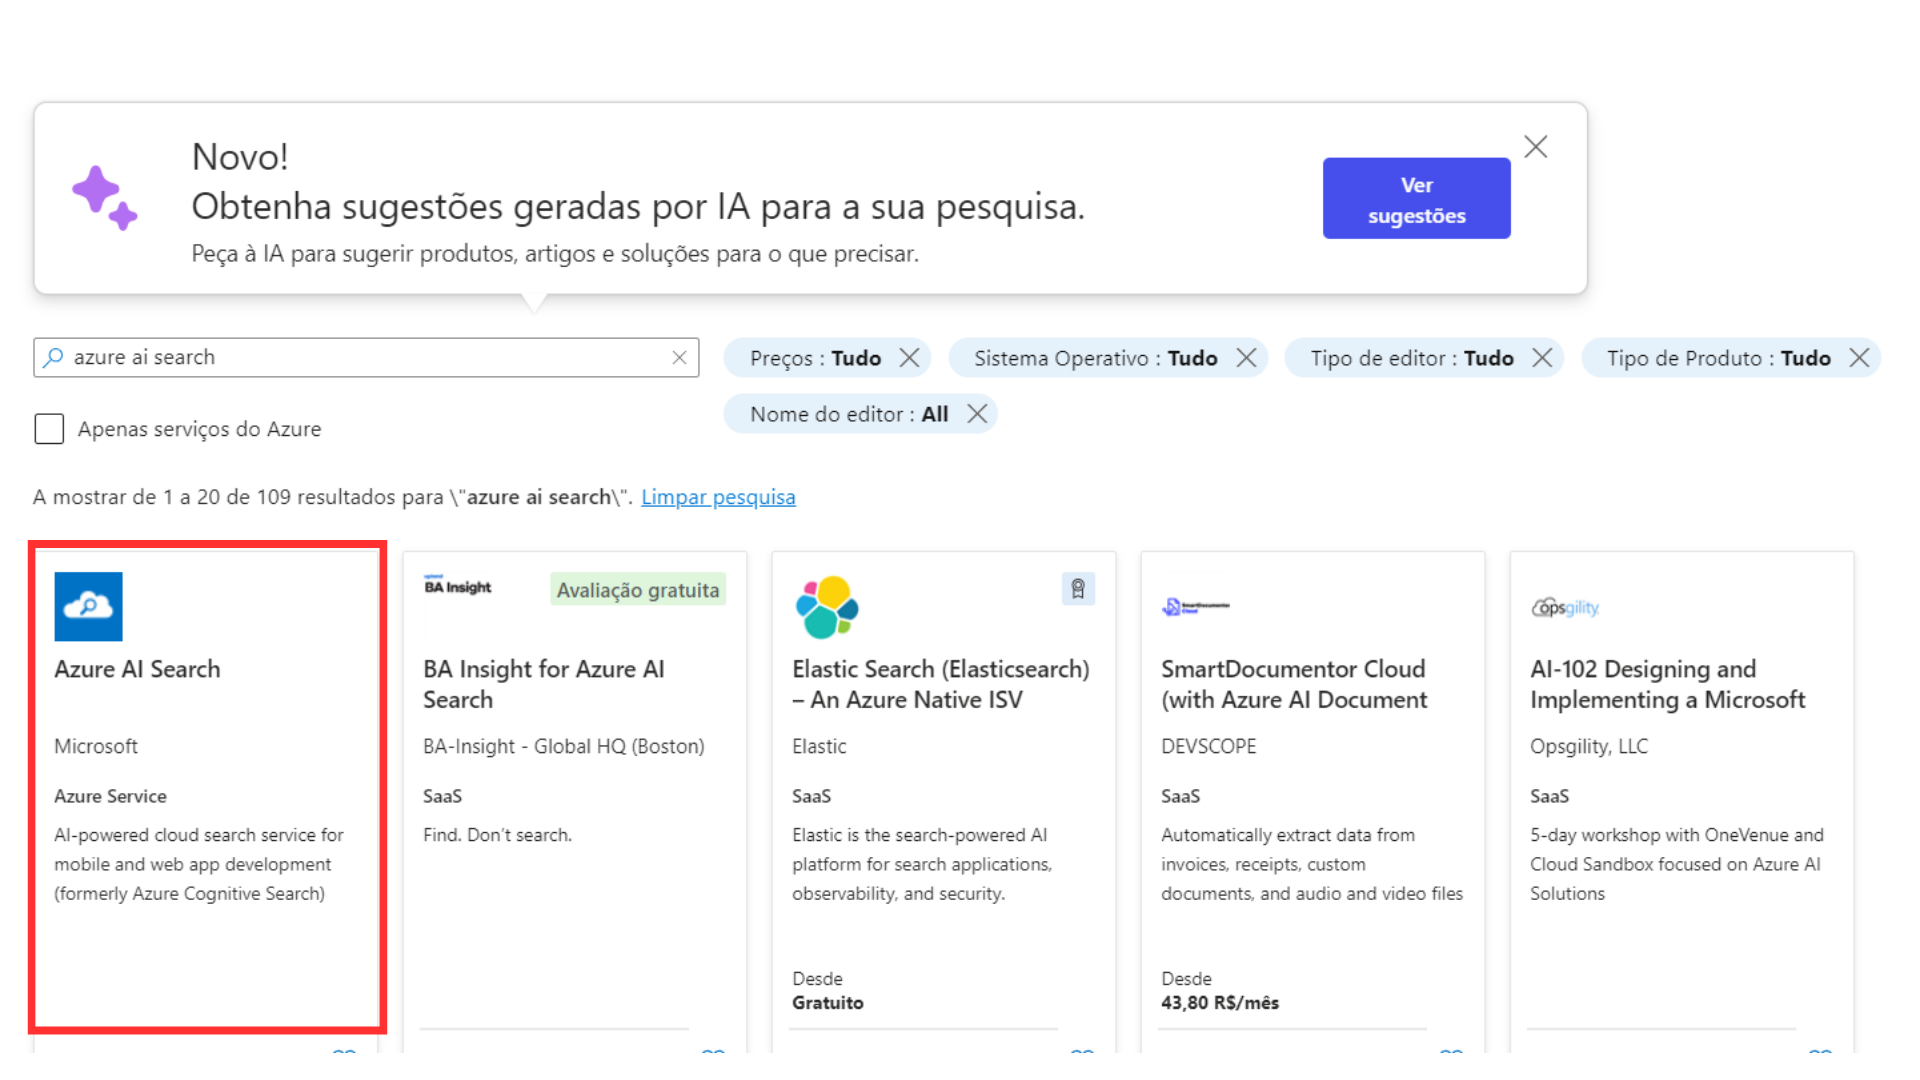 Novo!
Obtenha sugestões geradas por IA para a sua pesquisa.
Peça à IA para sugerir produtos, artigos e soluções para o que precisar.
Ver
sugestões
azure ai search
Preços : Tudo
Sistema Operativo : Tudo
Tipo de editor : Tudo
Tipo de Produto : Tudo
Nome do editor : All
Apenas serviços do Azure
A mostrar de 1 a 20 de 109 resultados para \"azure ai search\". Limpar pesquisa
Azure AI Search
Microsoft
Azure Service
AI-powered cloud search service for
mobile and web app development
(formerly Azure Cognitive Search)
BA Insight
Avaliação gratuita
BA Insight for Azure AI
Search
BA-Insight - Global HQ (Boston)
SaaS
Find. Don’t search.
Elastic Search (Elasticsearch)
– An Azure Native ISV
Elastic
SaaS
Elastic is the search-powered AI
platform for search applications,
observability, and security.
Desde
Gratuito
SmartDocumentor
Cloud
SmartDocumentor Cloud
(with Azure AI Document
DEVSCOPE
SaaS
Automatically extract data from
invoices, receipts, custom
documents, and audio and video files
Desde
43,80 R$/mês
opsgility
AI-102 Designing and
Implementing a Microsoft
Opsgility, LLC
SaaS
5-day workshop with OneVenue and
Cloud Sandbox focused on Azure AI
Solutions